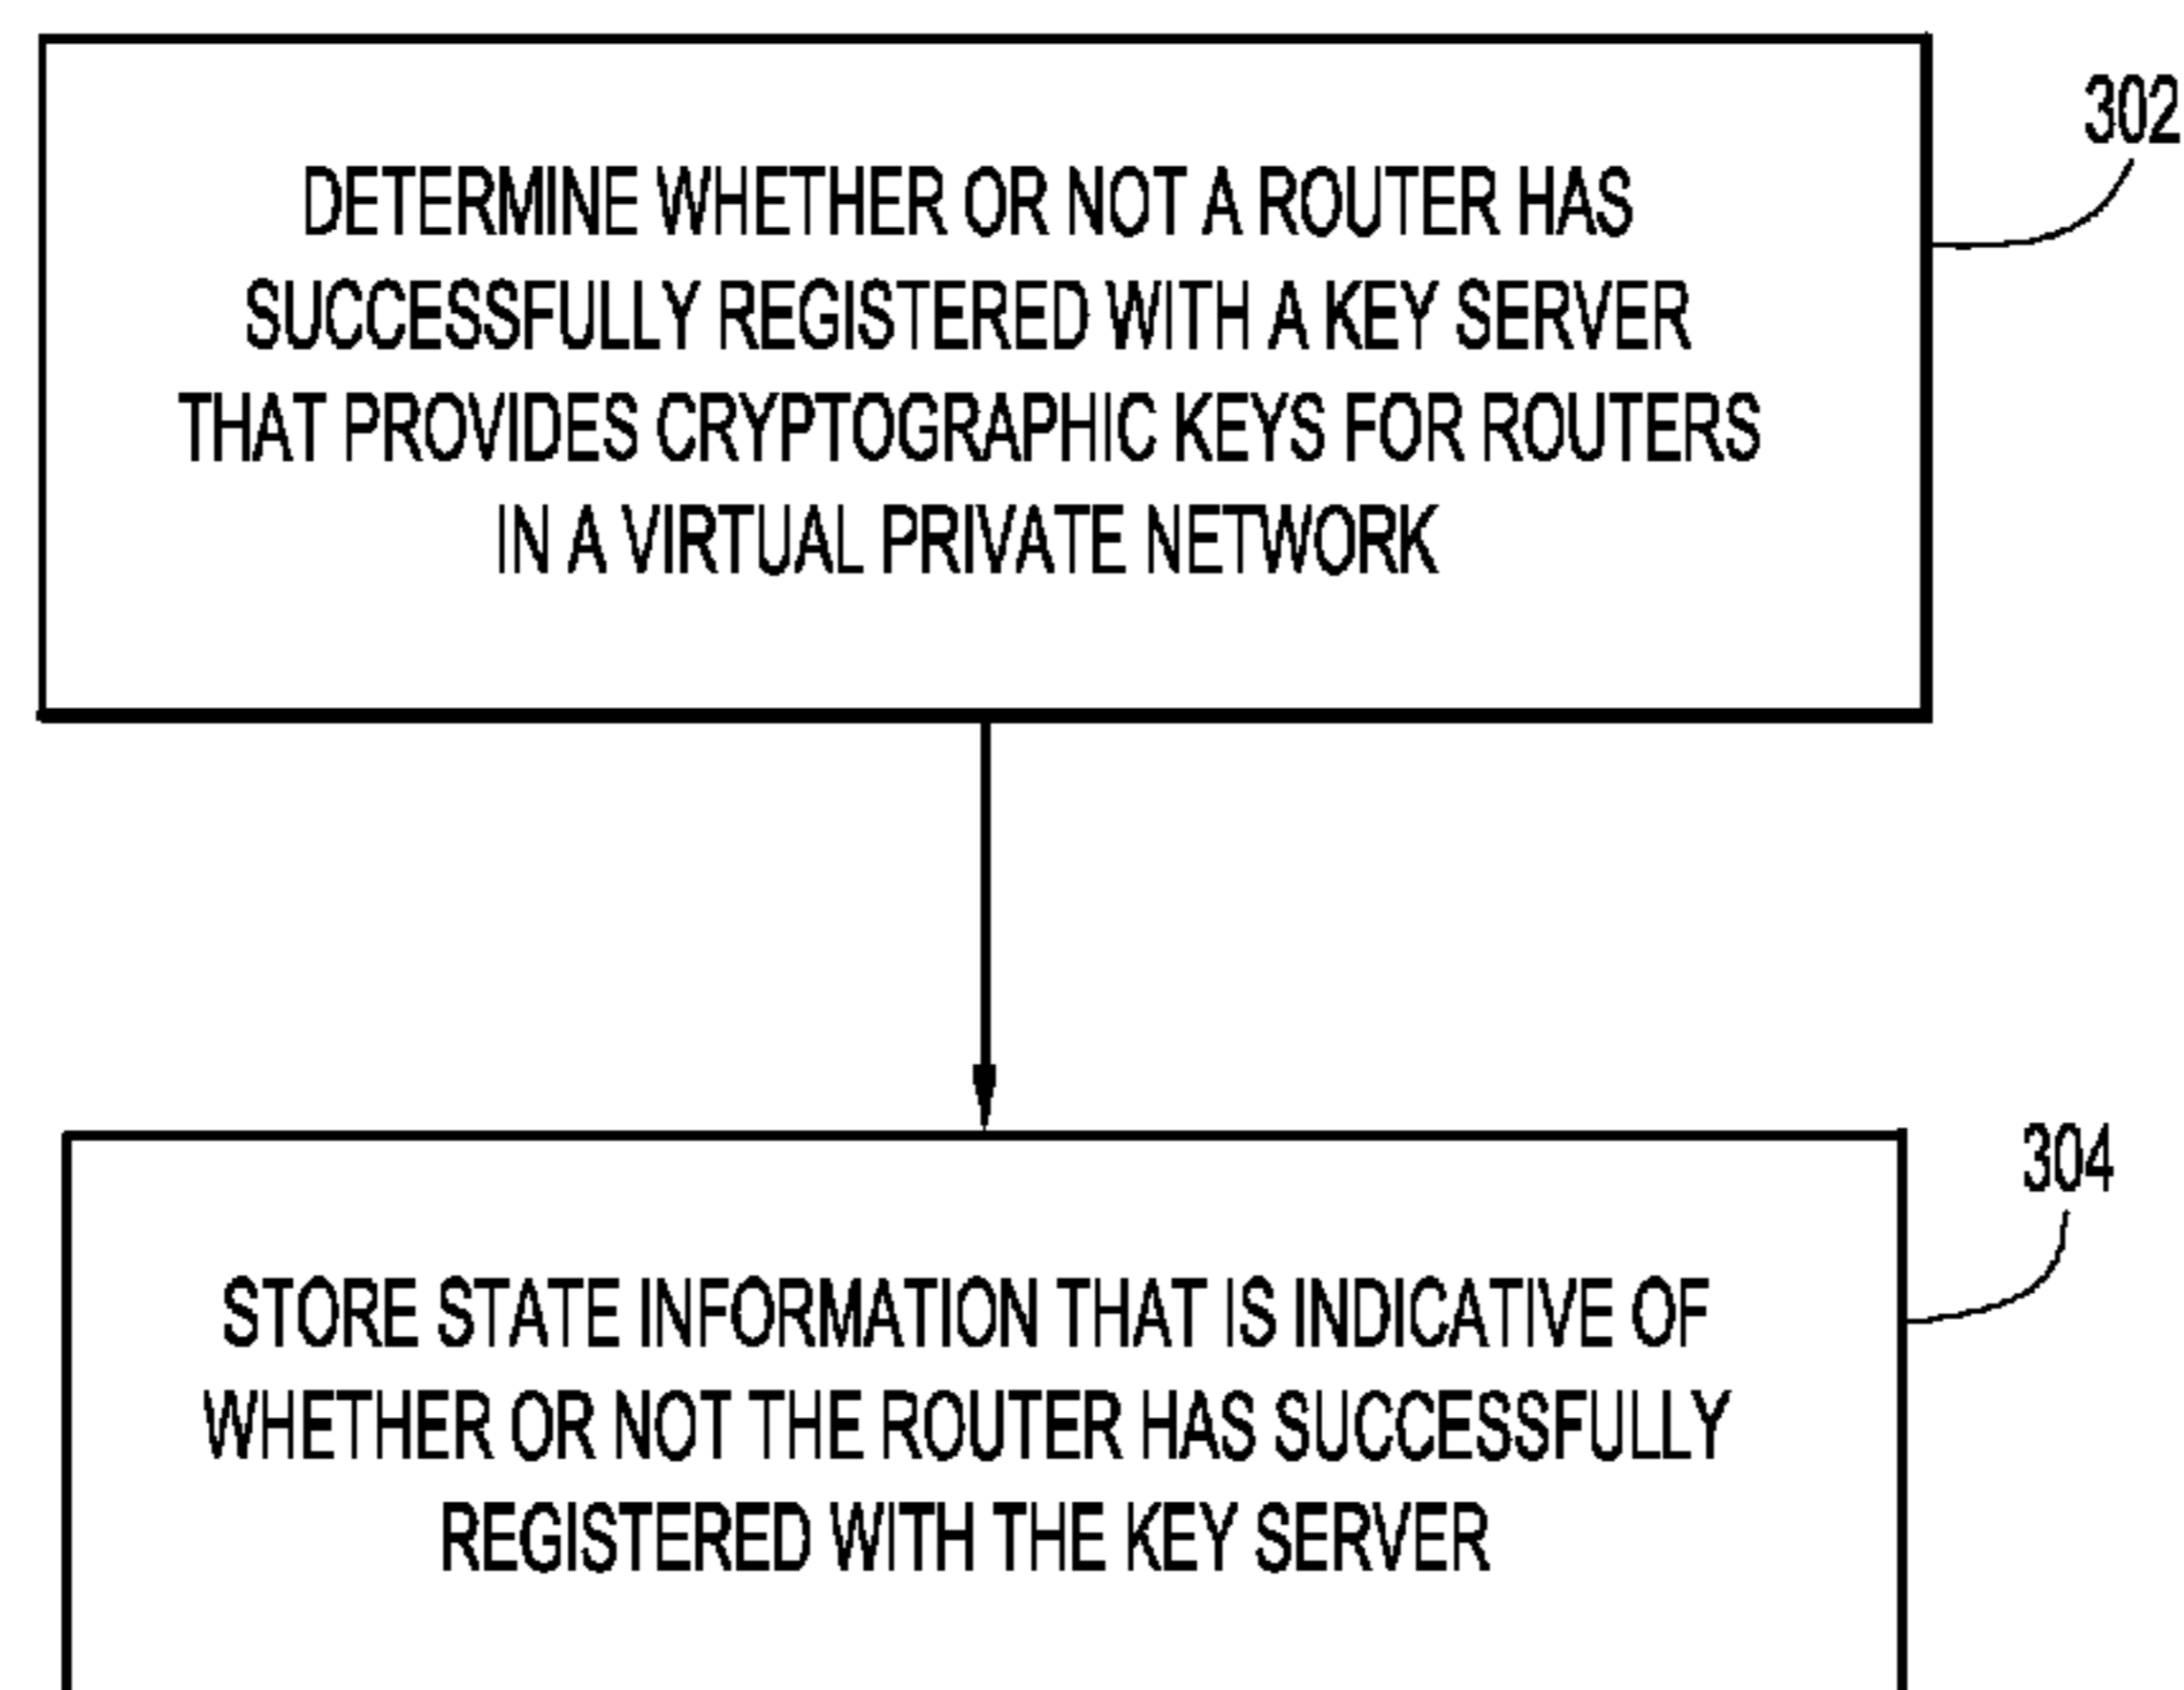 302
DETERMINE WHETHER OR NOT A ROUTER HAS
SUCCESSFULLY REGISTERED WITH A KEY SERVER
THAT PROVIDES CRYPTOGRAPHIC KEYS FOR ROUTERS
IN A VIRTUAL PRIVATE NETWORK
304
STORE STATE INFORMATION THAT IS INDICATIVE OF
WHETHER OR NOT THE ROUTER HAS SUCCESSFULLY
REGISTERED WITH THE KEY SERVER